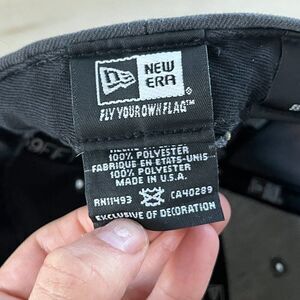 NEW
ERA
FLY YOUR OWN FLAG™
100% POLYESTER
FABRIQUE EN ETATS-UNIS
100% POLYESTER
MADE IN U.S.A.
RN11493 CA40289
EXCLUSIVE OF DECORATION